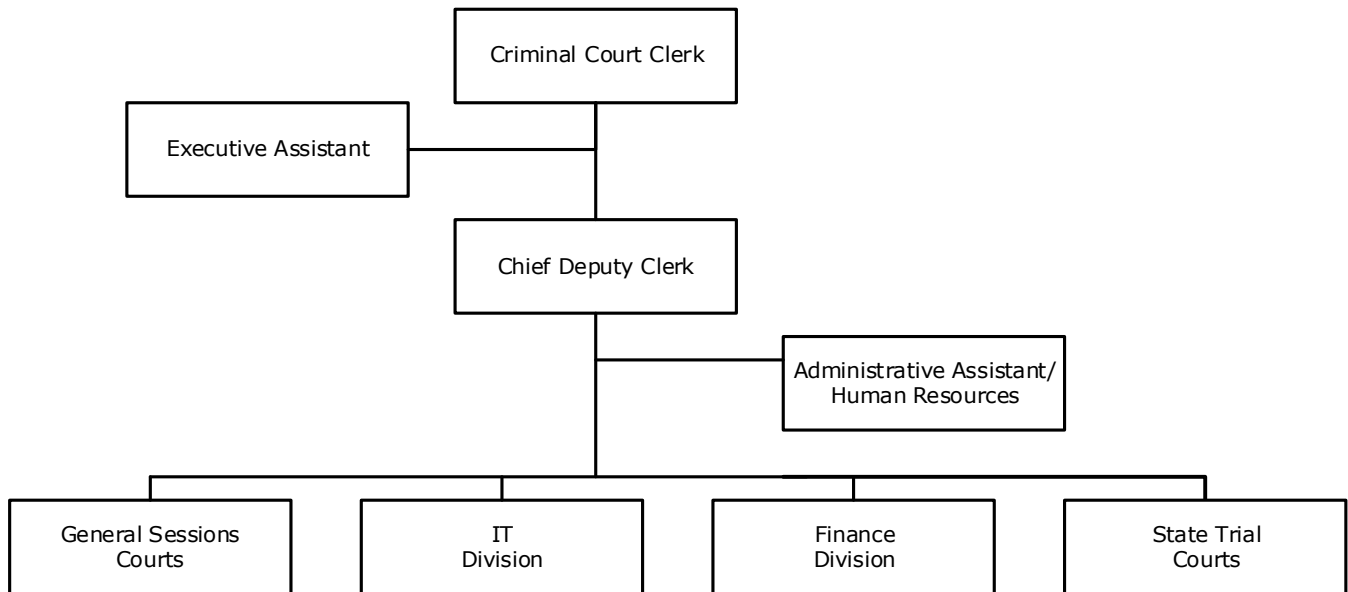 Criminal Court Clerk
Executive Assistant
Chief Deputy Clerk
Administrative Assistant/
Human Resources
General Sessions
Courts
IT
Division
Finance
Division
State Trial
Courts